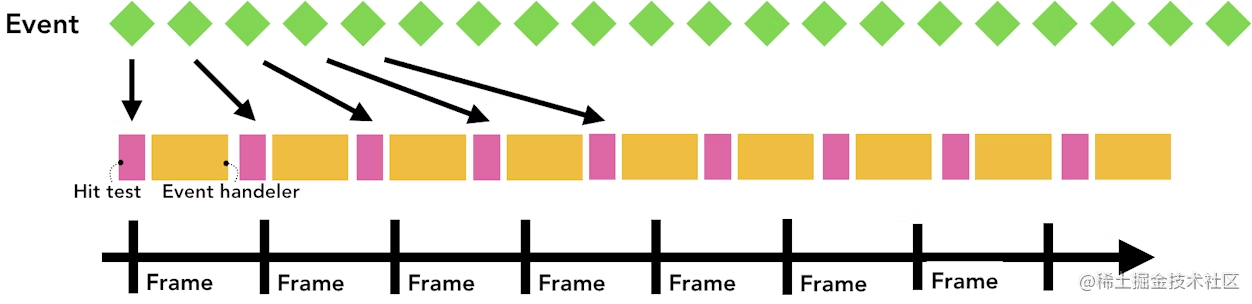 Event
Hit test
Event handeler
Frame
Frame
Frame
Frame
Frame
Frame
Frame
@稀土掘金技术社区